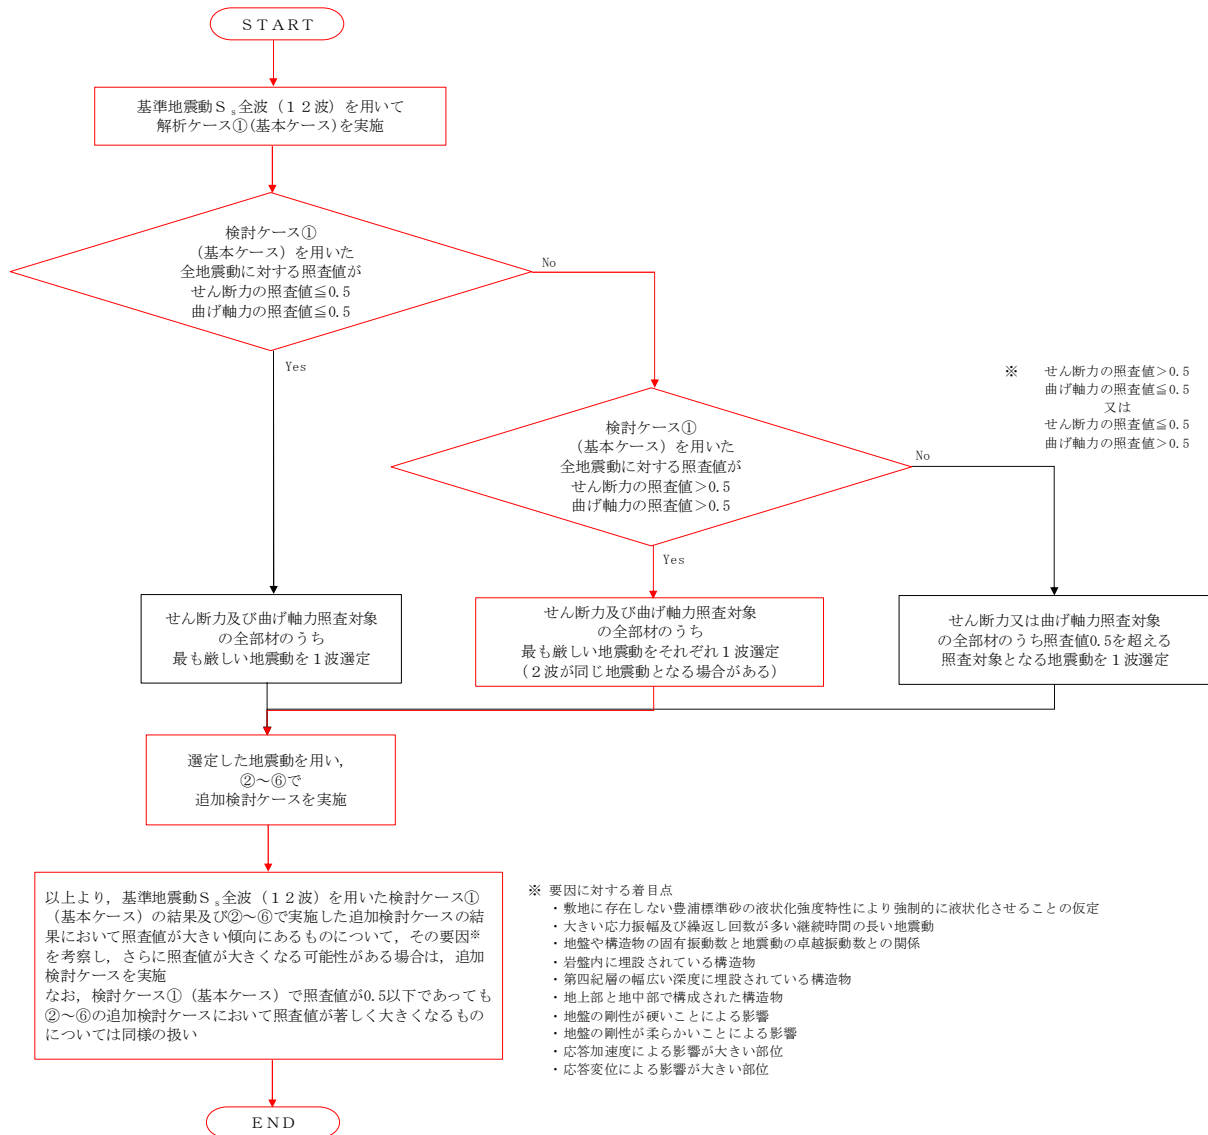 ＳＴＡＲＴ
基準地震動Ｓｓ全波（１２波）を用いて
解析ケース①(基本ケース)を実施
検討ケース①
（基本ケース）を用いた
全地震動に対する照査値が
せん断力の照査値≦0.5
曲げ軸力の照査値≦0.5
No
Yes
※　せん断力の照査値＞0.5
曲げ軸力の照査値≦0.5
又は
せん断力の照査値≦0.5
曲げ軸力の照査値＞0.5
検討ケース①
（基本ケース）を用いた
全地震動に対する照査値が
せん断力の照査値＞0.5
曲げ軸力の照査値＞0.5
No
Yes
せん断力及び曲げ軸力照査対象
の全部材のうち
最も厳しい地震動を１波選定
せん断力及び曲げ軸力照査対象
の全部材のうち
最も厳しい地震動をそれぞれ１波選定
（２波が同じ地震動となる場合がある）
せん断力又は曲げ軸力照査対象
の全部材のうち照査値0.5を超える
照査対象となる地震動を１波選定
選定した地震動を用い，
②～⑥で
追加検討ケースを実施
以上より，基準地震動Ｓｓ全波（１２波）を用いた検討ケース①
（基本ケース）の結果及び②～⑥で実施した追加検討ケースの結
果において照査値が大きい傾向にあるものについて，その要因※
を考察し，さらに照査値が大きくなる可能性がある場合は，追加
検討ケースを実施
なお，検討ケース①（基本ケース）で照査値が0.5以下であっても
②～⑥の追加検討ケースにおいて照査値が著しく大きくなるもの
については同様の扱い
※ 要因に対する着目点
・敷地に存在しない豊浦標準砂の液状化強度特性により強制的に液状化させることの仮定
・大きい応力振幅及び繰返し回数が多い継続時間の長い地震動
・地盤や構造物の固有振動数と地震動の卓越振動数との関係
・岩盤内に埋設されている構造物
・第四紀層の幅広い深度に埋設されている構造物
・地上部と地中部で構成された構造物
・地盤の剛性が硬いことによる影響
・地盤の剛性が柔らかいことによる影響
・応答加速度による影響が大きい部位
・応答変位による影響が大きい部位
ＥＮＤ